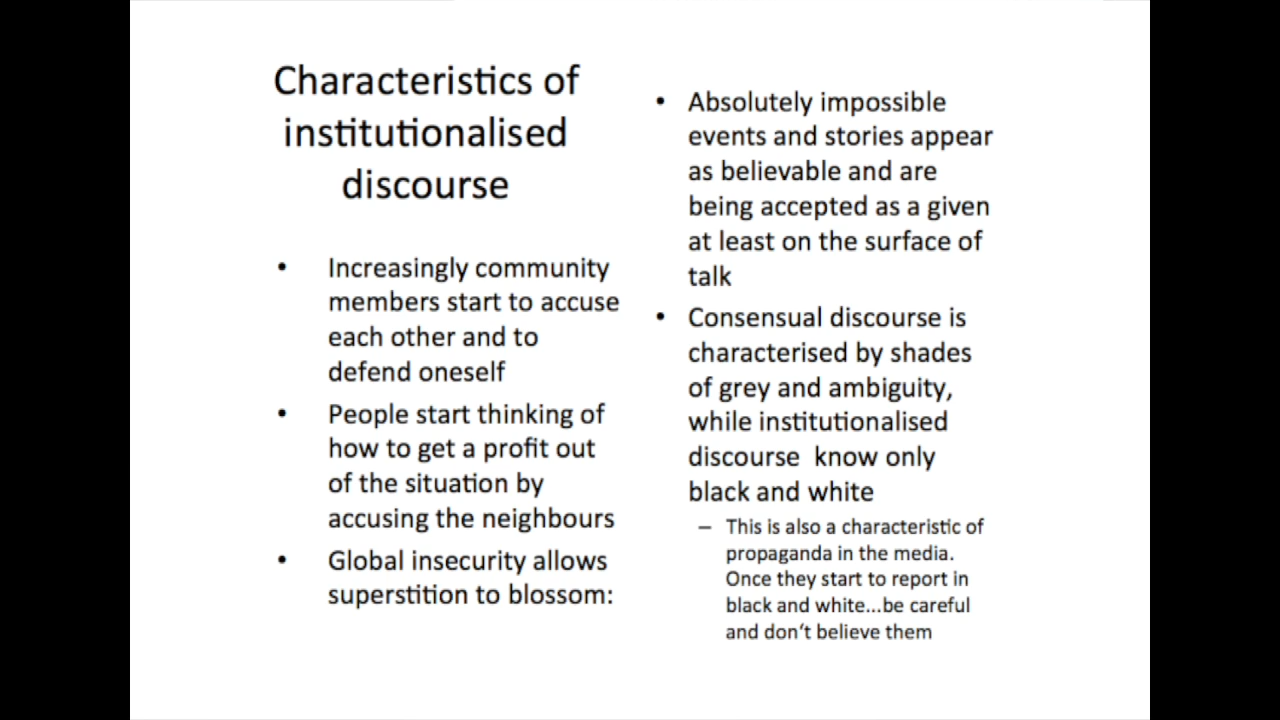 Characteristics of
institutionalised
discourse
• Increasingly community
members start to accuse
each other and to
defend oneself
• People start thinking of
how to get a profit out
of the situation by
accusing the neighbours
• Global insecurity allows
superstition to blossom:
• Absolutely impossible
events and stories appear
as believable and are
being accepted as a given
at least on the surface of
talk
• Consensual discourse is
characterised by shades
of grey and ambiguity,
while institutionalised
discourse  know only
black and white
– This is also a characteristic of
propaganda in the media.
Once they start to report in
black and white...be careful
and don't believe them